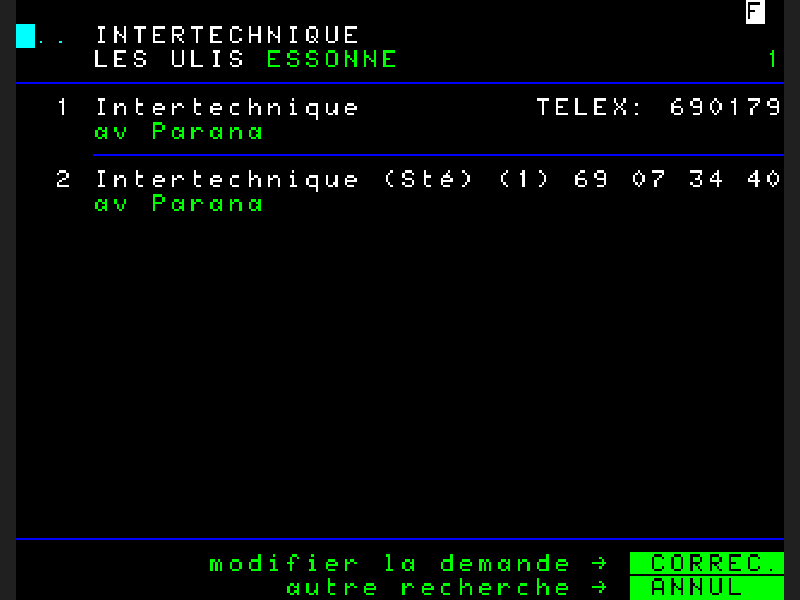 F
.. INTERTECHNIQUE
LES ULIS ESSONNE 1
1 Intertechnique TELEX: 690179
av Parana
2 Intertechnique (Sté) (1) 69 07 34 40
av Parana
modifier la demande → CORREC.
autre recherche → ANNUL